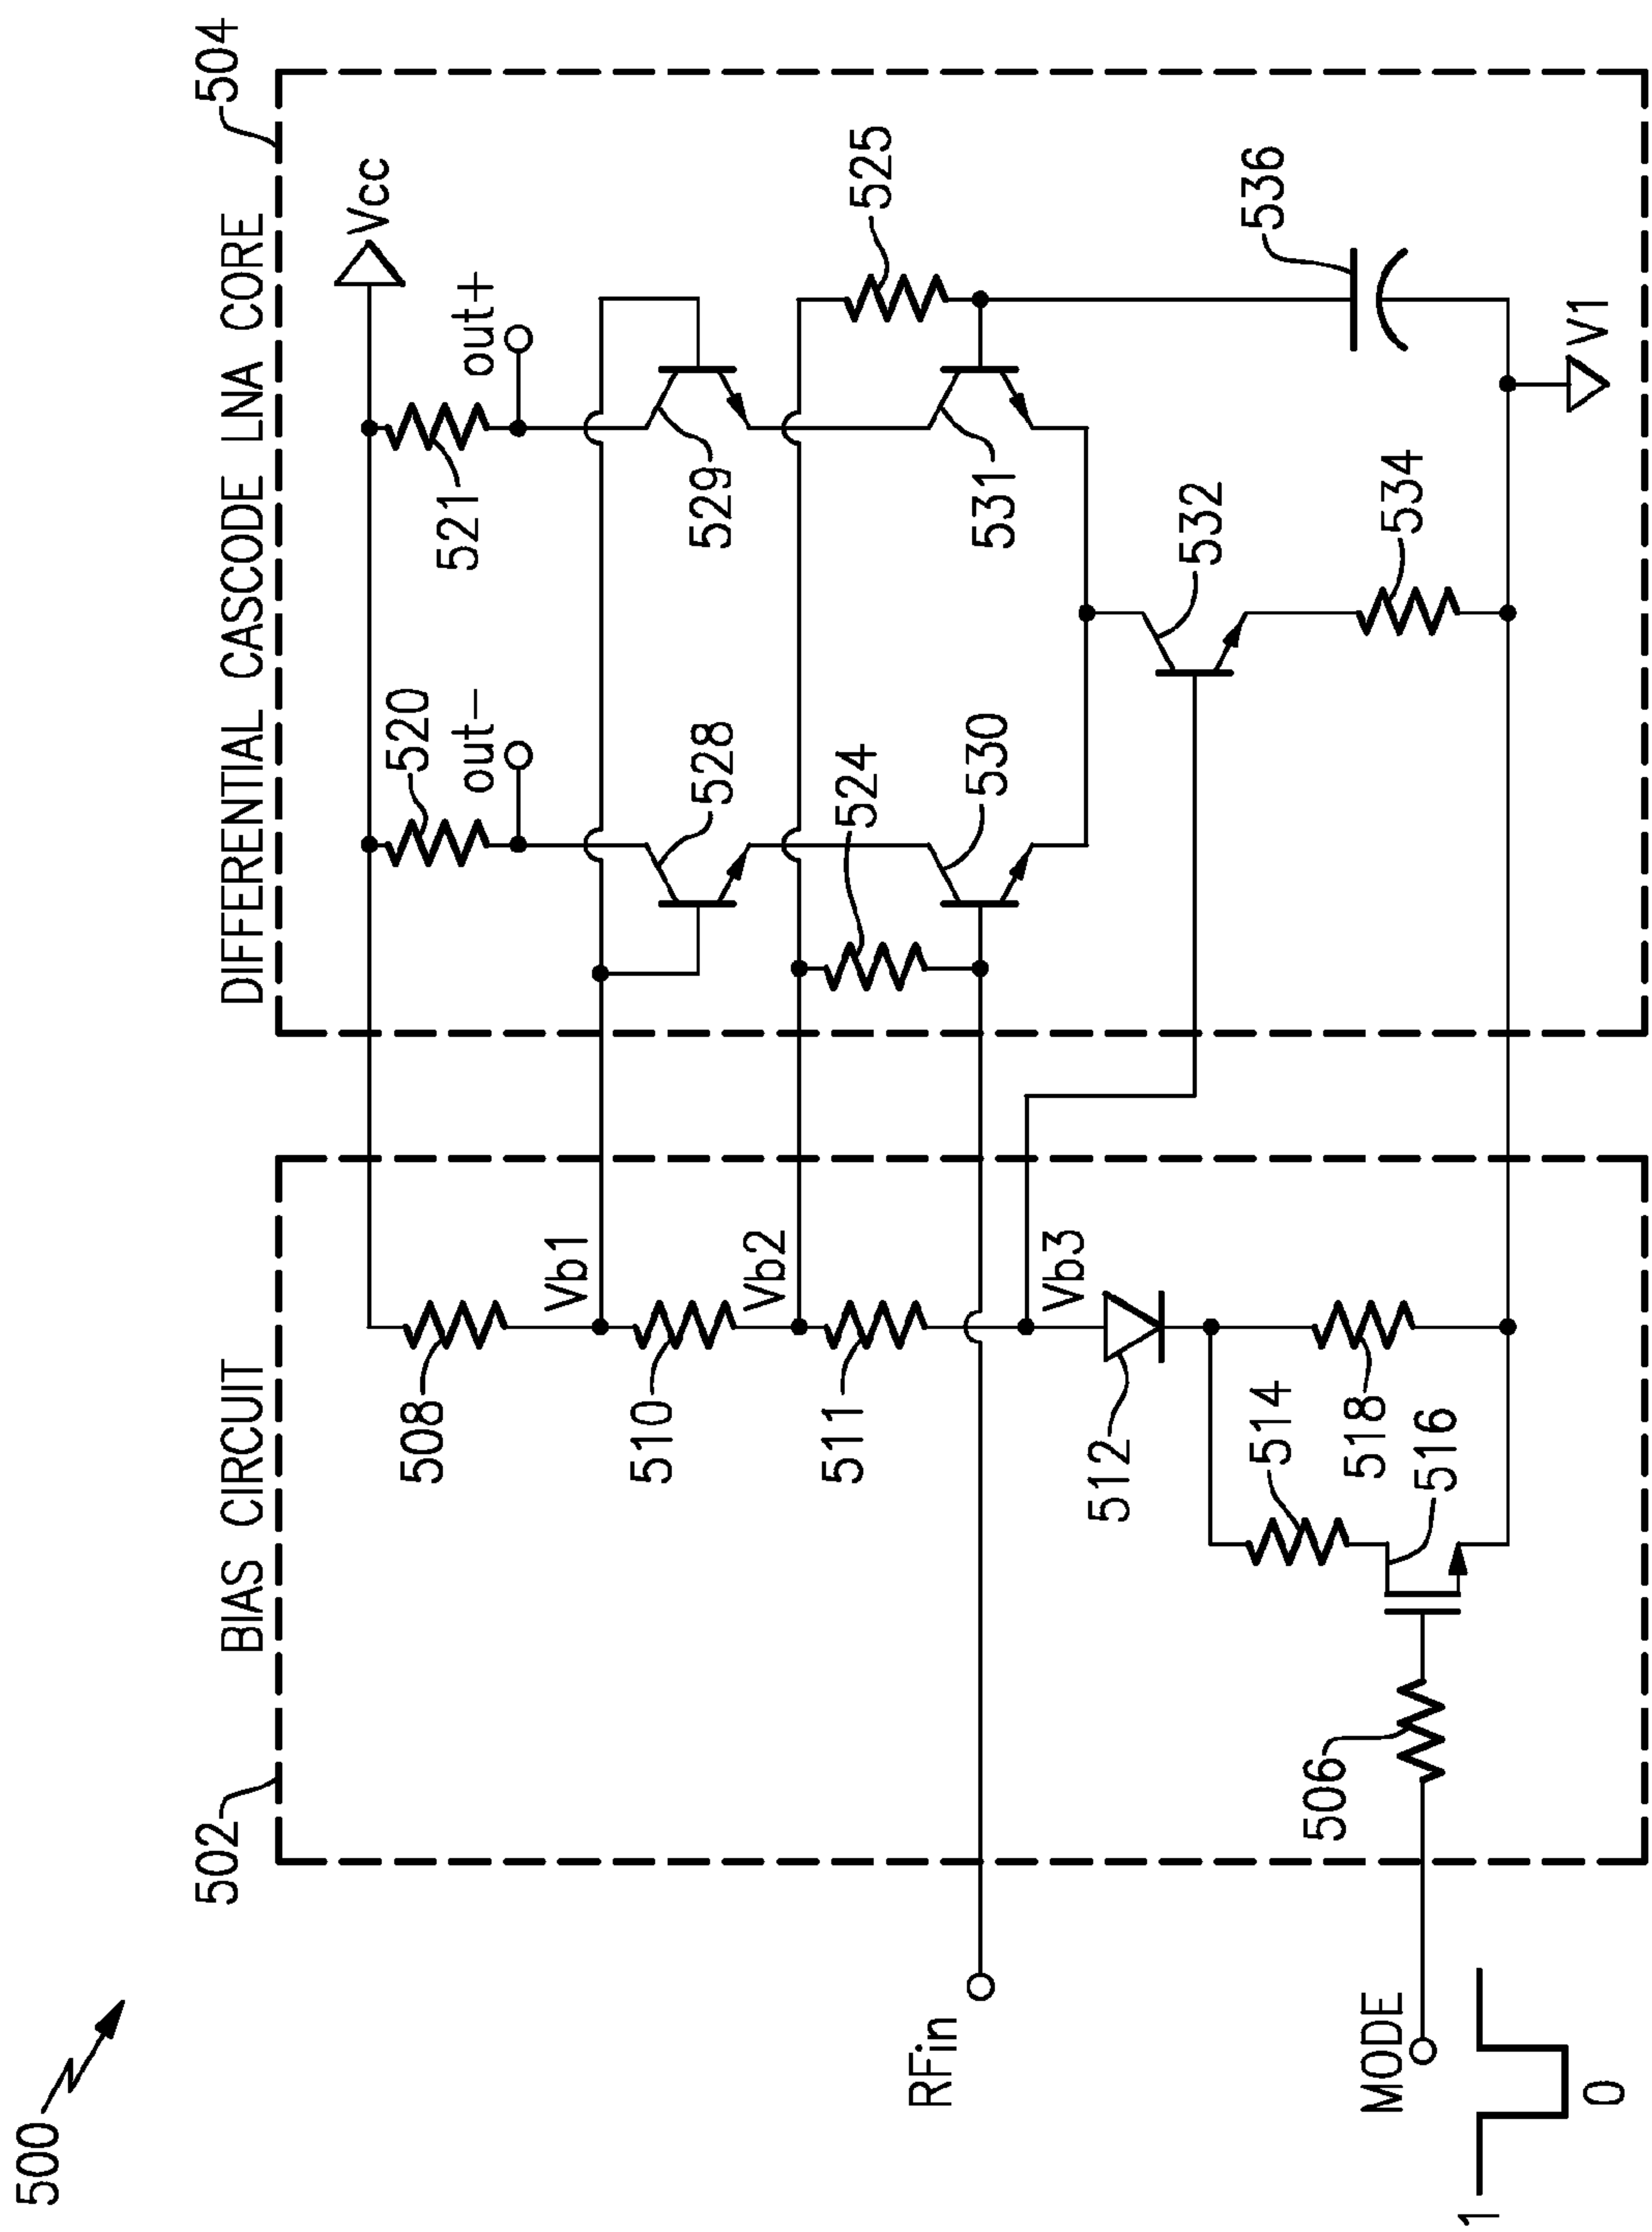 500
502
504
BIAS CIRCUIT
DIFFERENTIAL CASCODE LNA CORE
Vcc
508
520
521
out−
out+
Vb1
510
528
529
Vb2
511
524
525
RFin
530
531
Vb3
512
532
514
518
516
534
536
506
MODE
1
0
V1